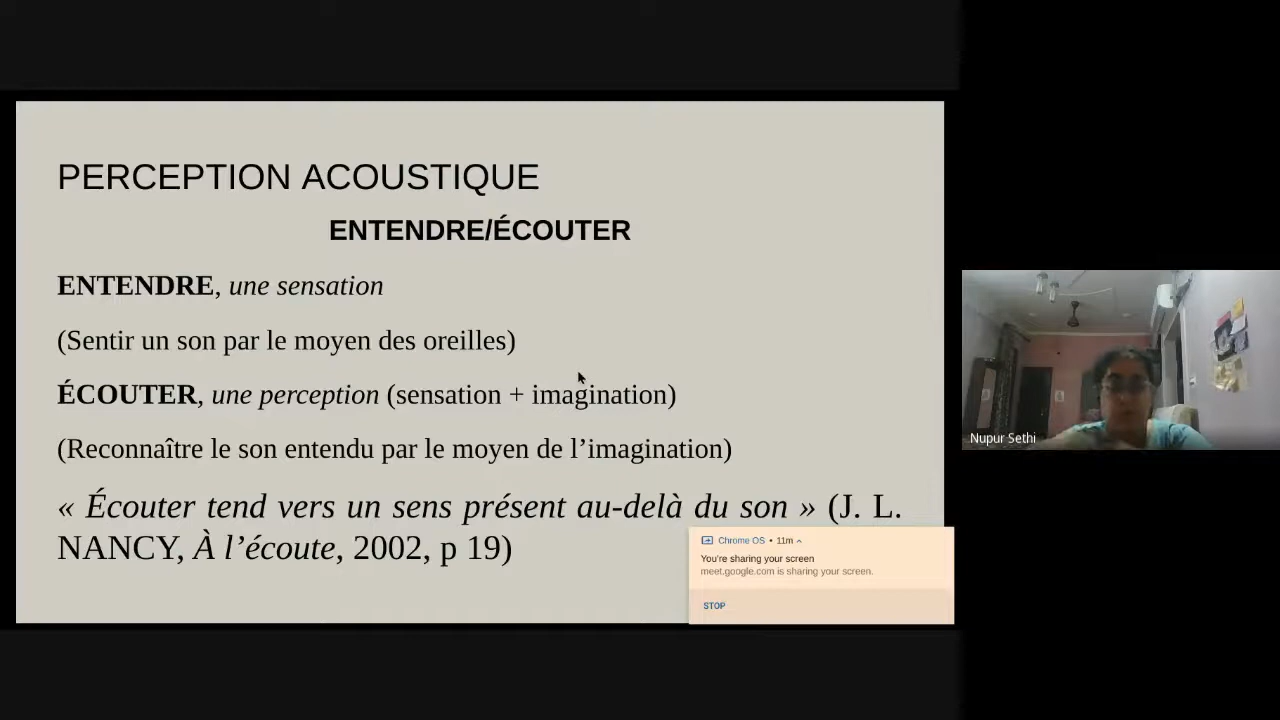 PERCEPTION ACOUSTIQUE
ENTENDRE/ÉCOUTER
ENTENDRE, une sensation
(Sentir un son par le moyen des oreilles)
ÉCOUTER, une perception (sensation + imagination)
(Reconnaître le son entendu par le moyen de l’imagination)
« Écouter tend vers un sens présent au-delà du son » (J. L.
NANCY, À l’écoute, 2002, p 19)
Chrome OS • 11m
You're sharing your screen
meet.google.com is sharing your screen.
STOP
Nupur Sethi